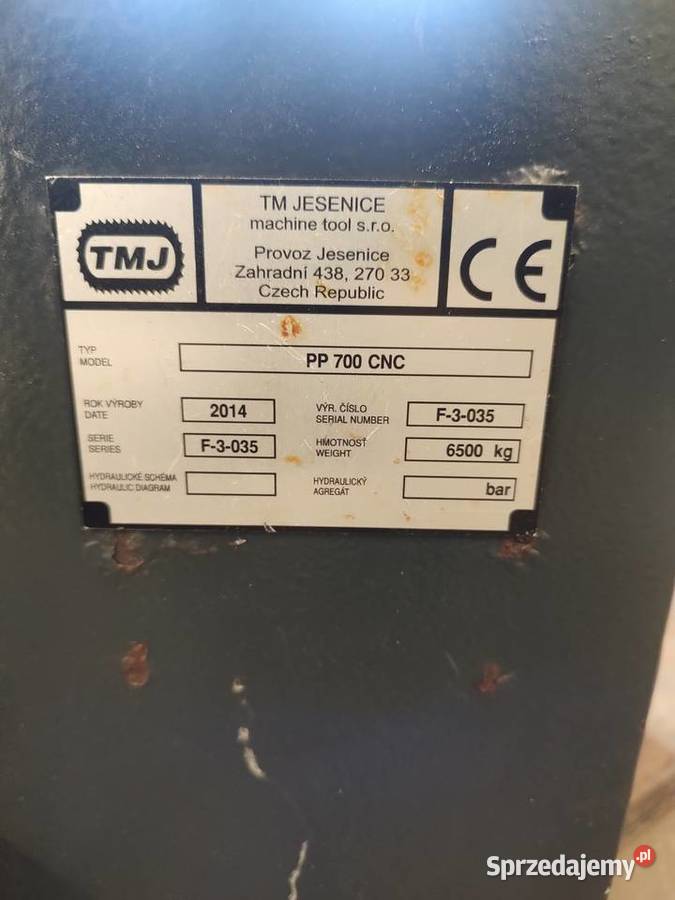 TMJ
TM JESENICE
machine tool s.r.o.
Provoz Jesenice
Zahradní 438, 270 33
Czech Republic
CE
TYP
MODEL
PP 700 CNC
ROK VÝROBY
DATE
2014
VÝR. ČÍSLO
SERIAL NUMBER
F-3-035
SERIE
SERIES
F-3-035
HMOTNOSŤ
WEIGHT
6500 kg
HYDRAULICKÉ SCHÉMA
HYDRAULIC DIAGRAM
HYDRAULICKÝ
AGREGÁT
bar
Sprzedajemy.pl